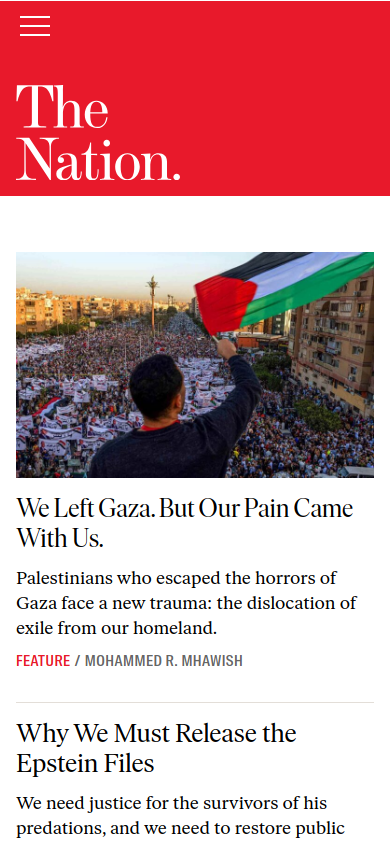 The
Nation.
We Left Gaza. But Our Pain Came
With Us.
Palestinians who escaped the horrors of
Gaza face a new trauma: the dislocation of
exile from our homeland.
FEATURE / MOHAMMED R. MHAWISH
Why We Must Release the
Epstein Files
We need justice for the survivors of his
predations, and we need to restore public